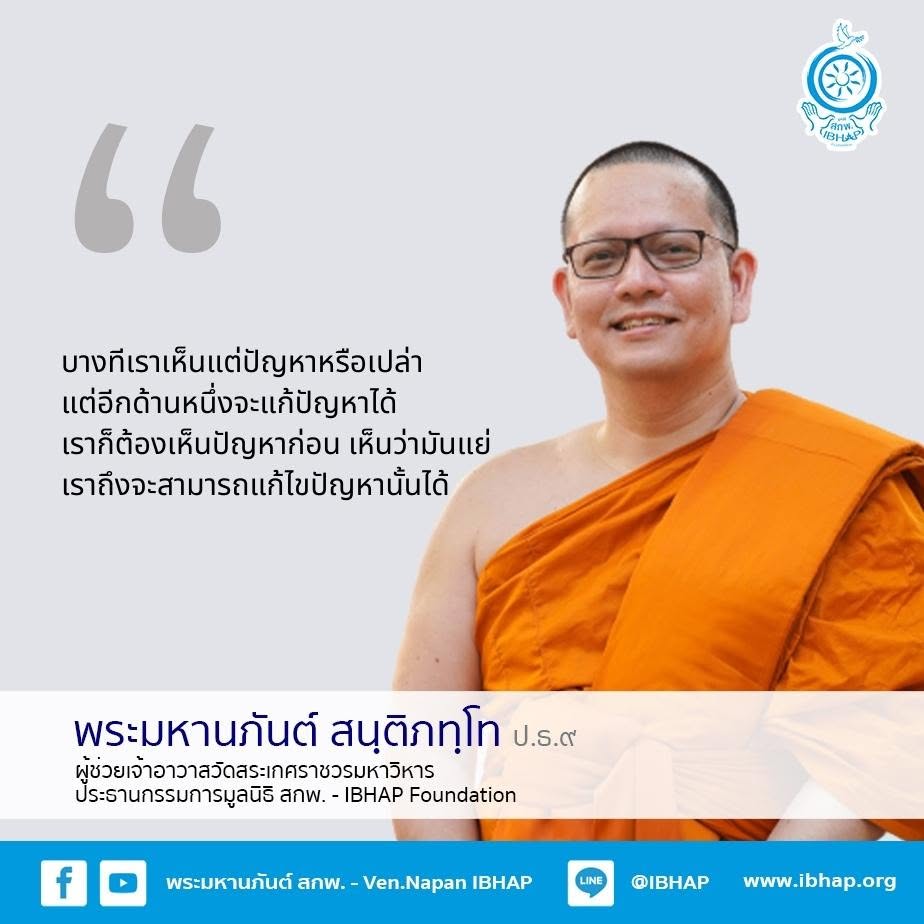 สกพ.
IBHAP
“
บางทีเราเห็นแต่ปัญหาหรือเปล่า
แต่อีกด้านหนึ่งจะแก้ปัญหาได้
เราก็ต้องเห็นปัญหาก่อน เห็นว่ามันแย่
เราถึงจะสามารถแก้ไขปัญหานั้นได้
พระมหานภันต์ สนฺติภทฺโท ป.ธ.๙
ผู้ช่วยเจ้าอาวาสวัดสระเกศราชวรมหาวิหาร
ประธานกรรมการมูลนิธิ สกพ. - IBHAP Foundation
พระมหานภันต์ สกพ. - Ven.Napan IBHAP
LINE
@IBHAP
www.ibhap.org